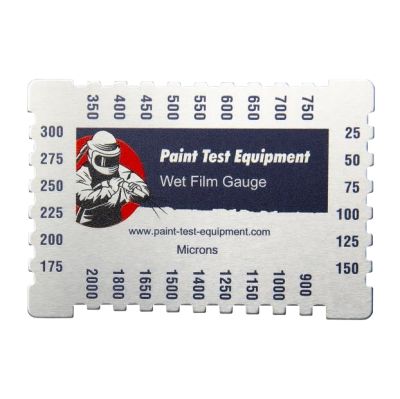 350 400 450 500 550 600 650 700 750
300 25
275 50
250 75
225 100
200 125
175 150
Paint Test Equipment
Wet Film Gauge
www.paint-test-equipment.com
Microns
2000 1800 1600 1500 1400 1250 1150 1000 900